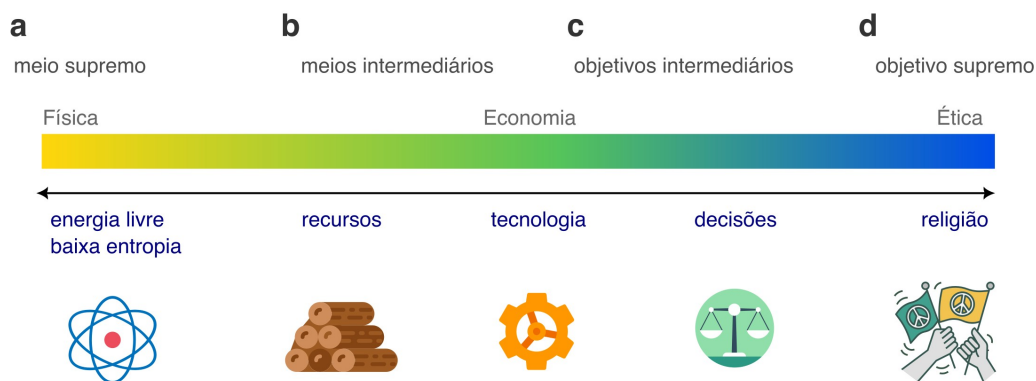 a
b
c
d
meio supremo
meios intermediários
objetivos intermediários
objetivo supremo
Física
Economia
Ética
energia livre
baixa entropia
recursos
tecnologia
decisões
religião